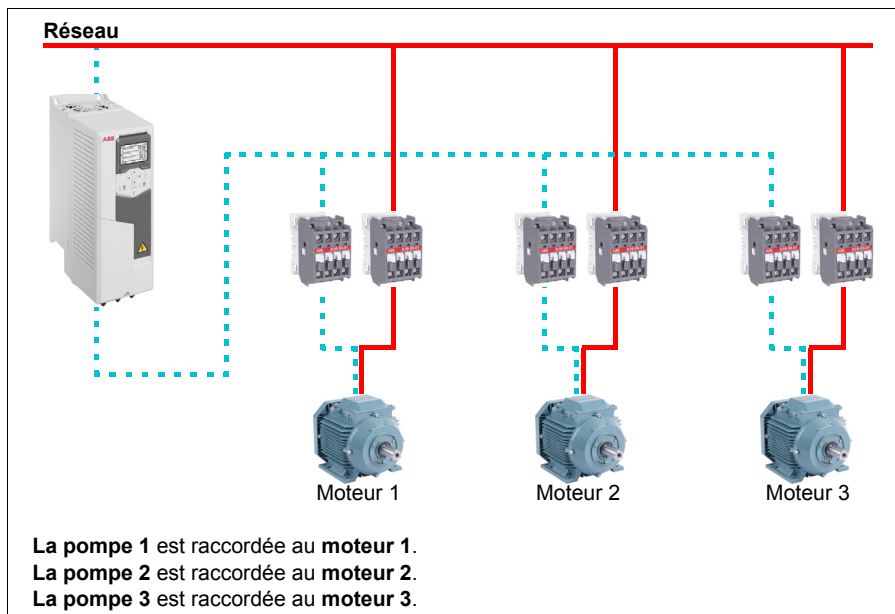 Réseau
ABB
Moteur 1
Moteur 2
Moteur 3
La pompe 1 est raccordée au moteur 1.
La pompe 2 est raccordée au moteur 2.
La pompe 3 est raccordée au moteur 3.